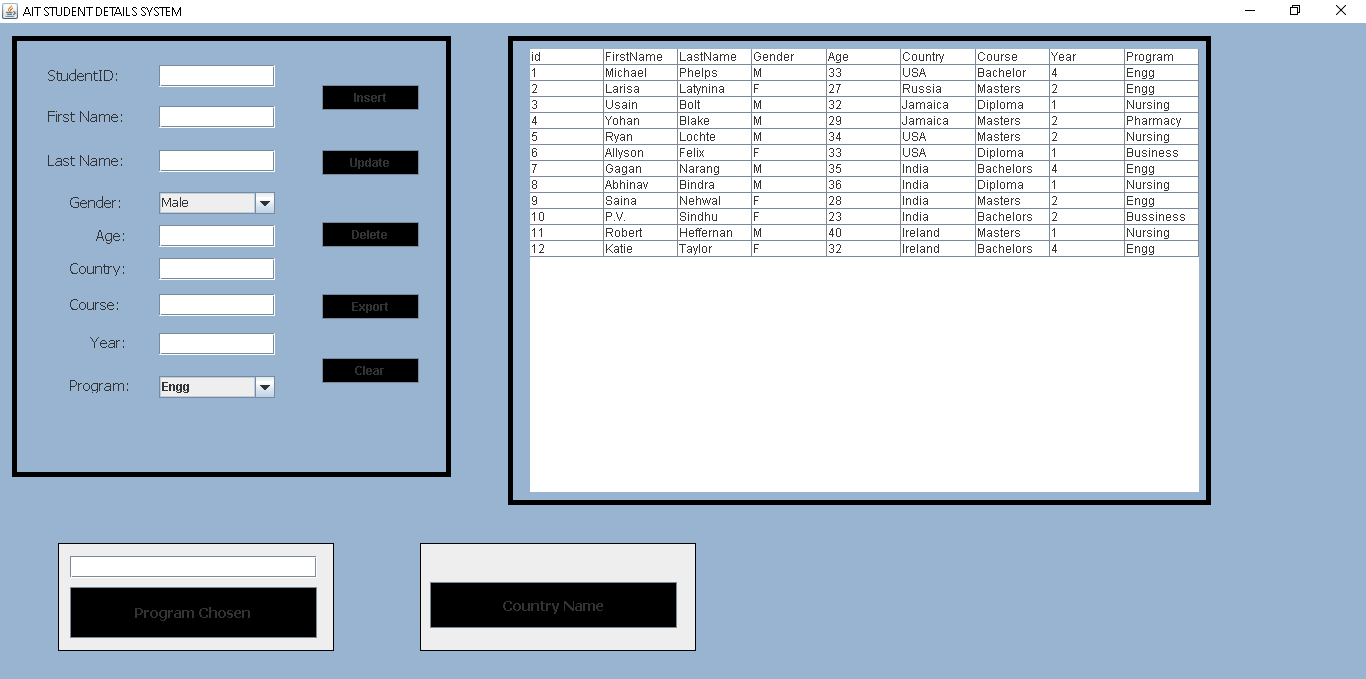 AIT STUDENT DETAILS SYSTEM
StudentID:
First Name:
Last Name:
Gender: Male
Age:
Country:
Course:
Year:
Program: Engg
Insert
Update
Delete
Export
Clear
id FirstName LastName Gender Age Country Course Year Program
1 Michael Phelps M 33 USA Bachelor 4 Engg
2 Larisa Latynina F 27 Russia Masters 2 Engg
3 Usain Bolt M 32 Jamaica Diploma 1 Nursing
4 Yohan Blake M 29 Jamaica Masters 2 Pharmacy
5 Ryan Lochte M 34 USA Masters 2 Nursing
6 Allyson Felix F 33 USA Diploma 1 Business
7 Gagan Narang M 35 India Bachelors 4 Engg
8 Abhinav Bindra M 36 India Diploma 1 Nursing
9 Saina Nehwal F 28 India Masters 2 Engg
10 P.V. Sindhu F 23 India Bachelors 2 Bussiness
11 Robert Heffernan M 40 Ireland Masters 1 Nursing
12 Katie Taylor F 32 Ireland Bachelors 4 Engg
Program Chosen
Country Name